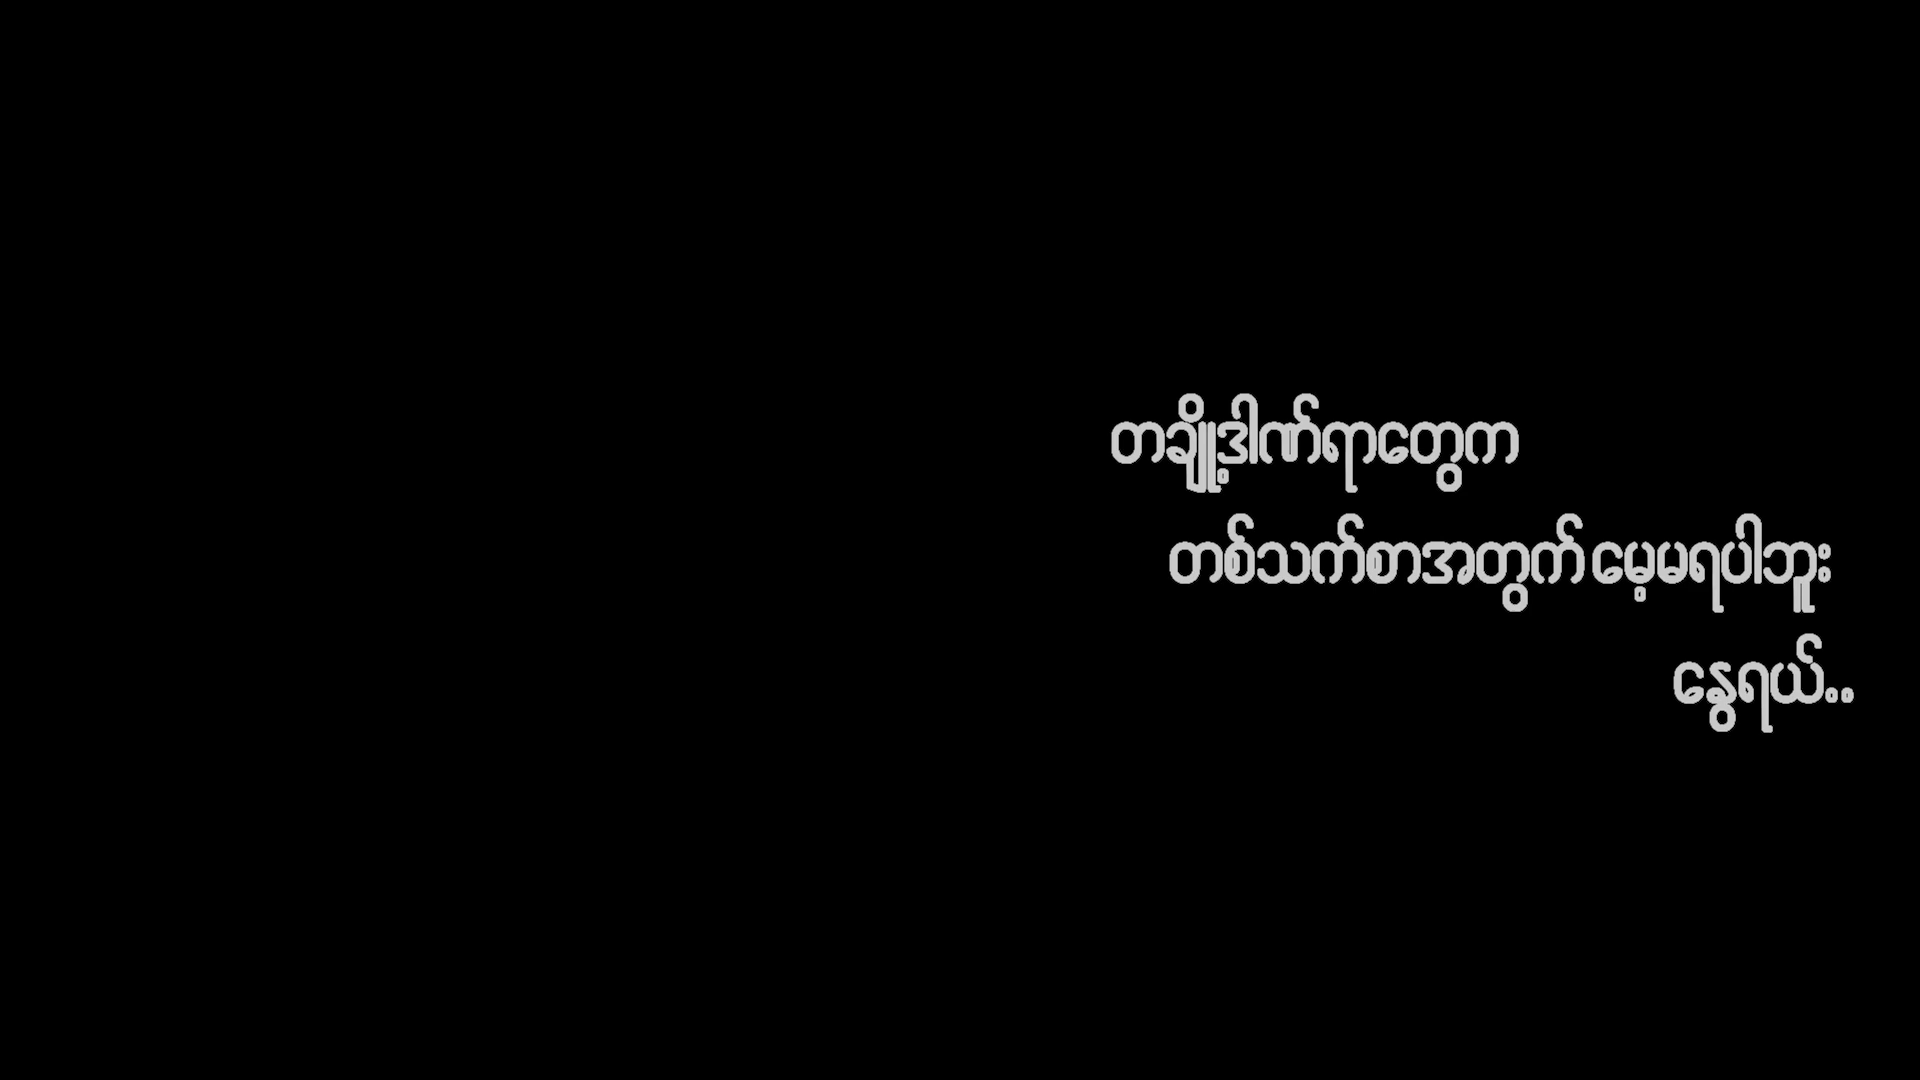 တချို့ဒါဏ်ရာတွေက
တစ်သက်စာအတွက် မေ့မရပါဘူး
နွေရယ်..